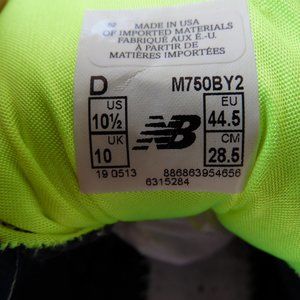 MADE IN USA
OF IMPORTED MATERIALS
FABRIQUÉ AUX É.-U.
À PARTIR DE
MATIÈRES IMPORTÉES
D M750BY2
US EU
10½ 44.5
NB
UK CM
10 28.5
19 0513 886863954656
6315284